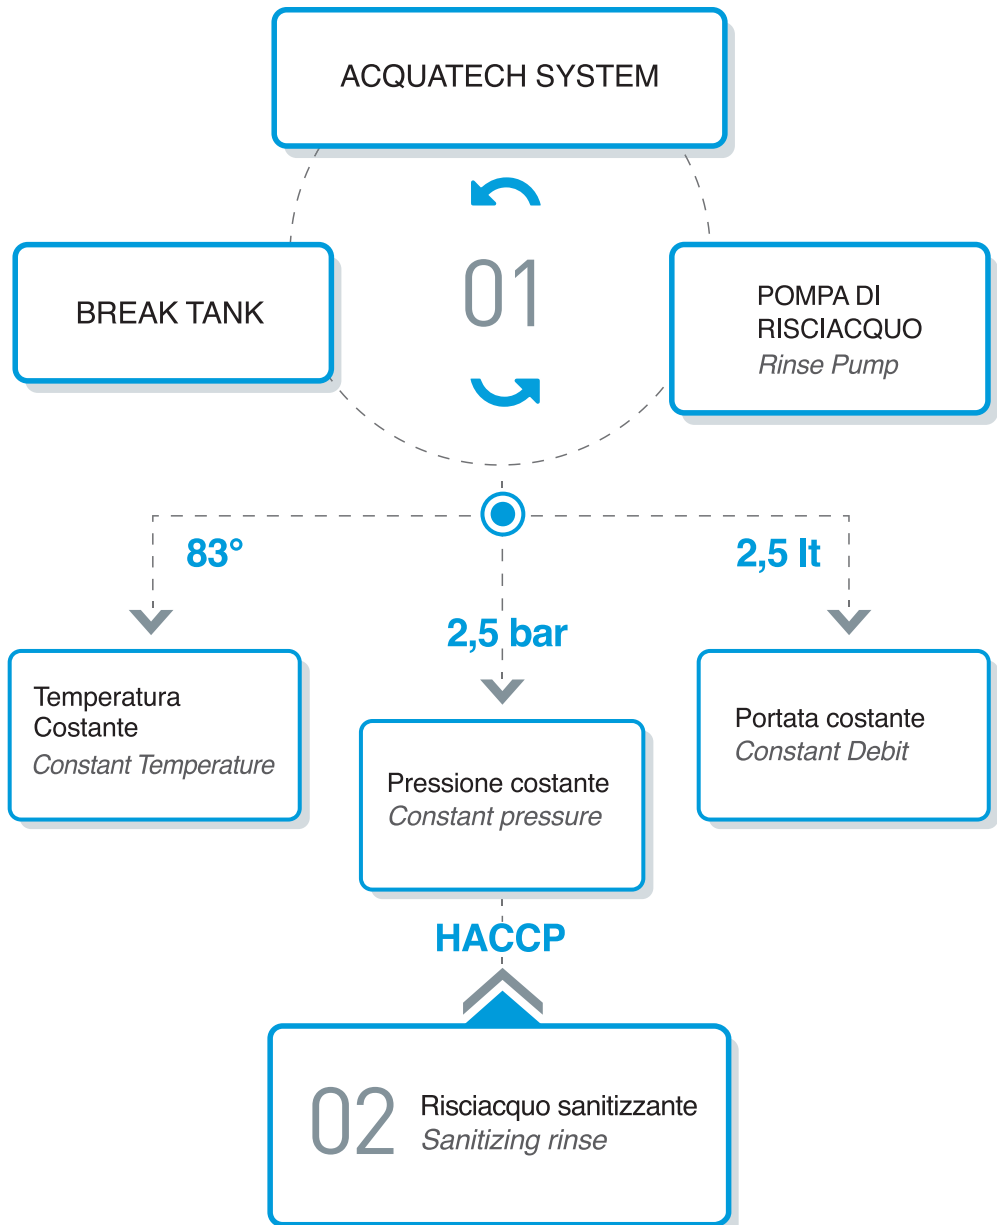 ACQUATECH SYSTEM
BREAK TANK
01
POMPA DI
RISCIACQUO
Rinse Pump
83°
2,5 bar
2,5 lt
Temperatura
Costante
Constant Temperature
Pressione costante
Constant pressure
Portata costante
Constant Debit
HACCP
02
Risciacquo sanitizzante
Sanitizing rinse